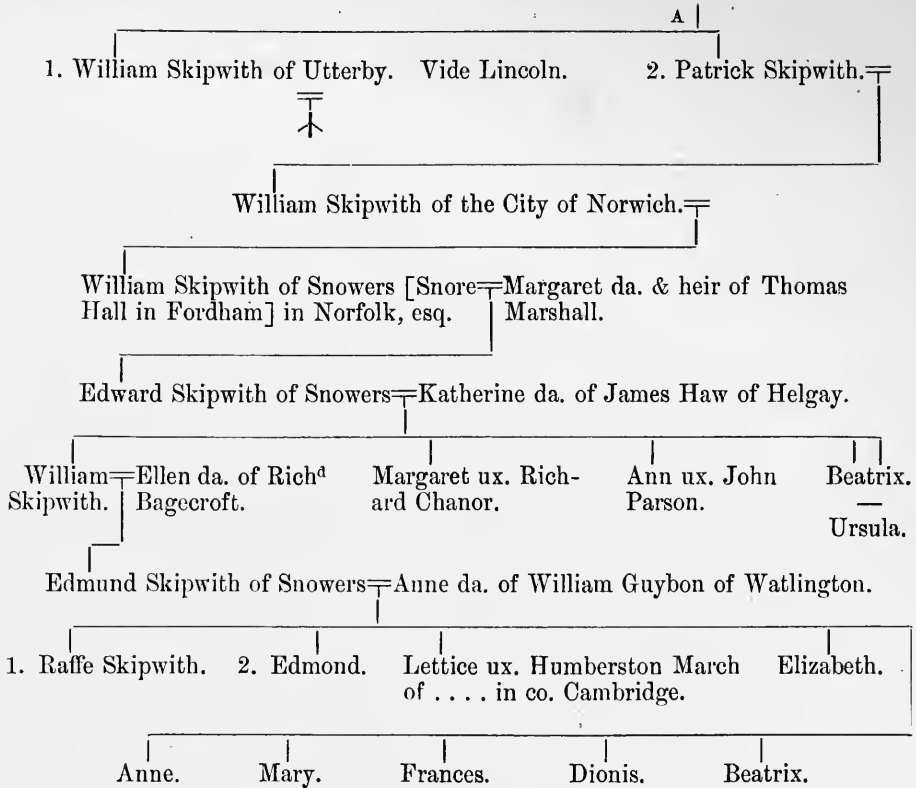 A
1. William Skipwith of Utterby. Vide Lincoln. 2. Patrick Skipwith.
William Skipwith of the City of Norwich.
William Skipwith of Snowers [Snore Margaret da. & heir of Thomas
Hall in Fordham] in Norfolk, esq. Marshall.
Edward Skipwith of Snowers Katherine da. of James Haw of Helgay.
William Ellen da. of Richᵈ Margaret ux. Rich- Ann ux. John Beatrix.
Skipwith. Bagecroft. ard Chanor. Parson. —
Ursula.
Edmund Skipwith of Snowers Anne da. of William Guybon of Watlington.
1. Raffe Skipwith. 2. Edmond. Lettice ux. Humberston March Elizabeth.
of . . . . in co. Cambridge.
Anne. Mary. Frances. Dionis. Beatrix.